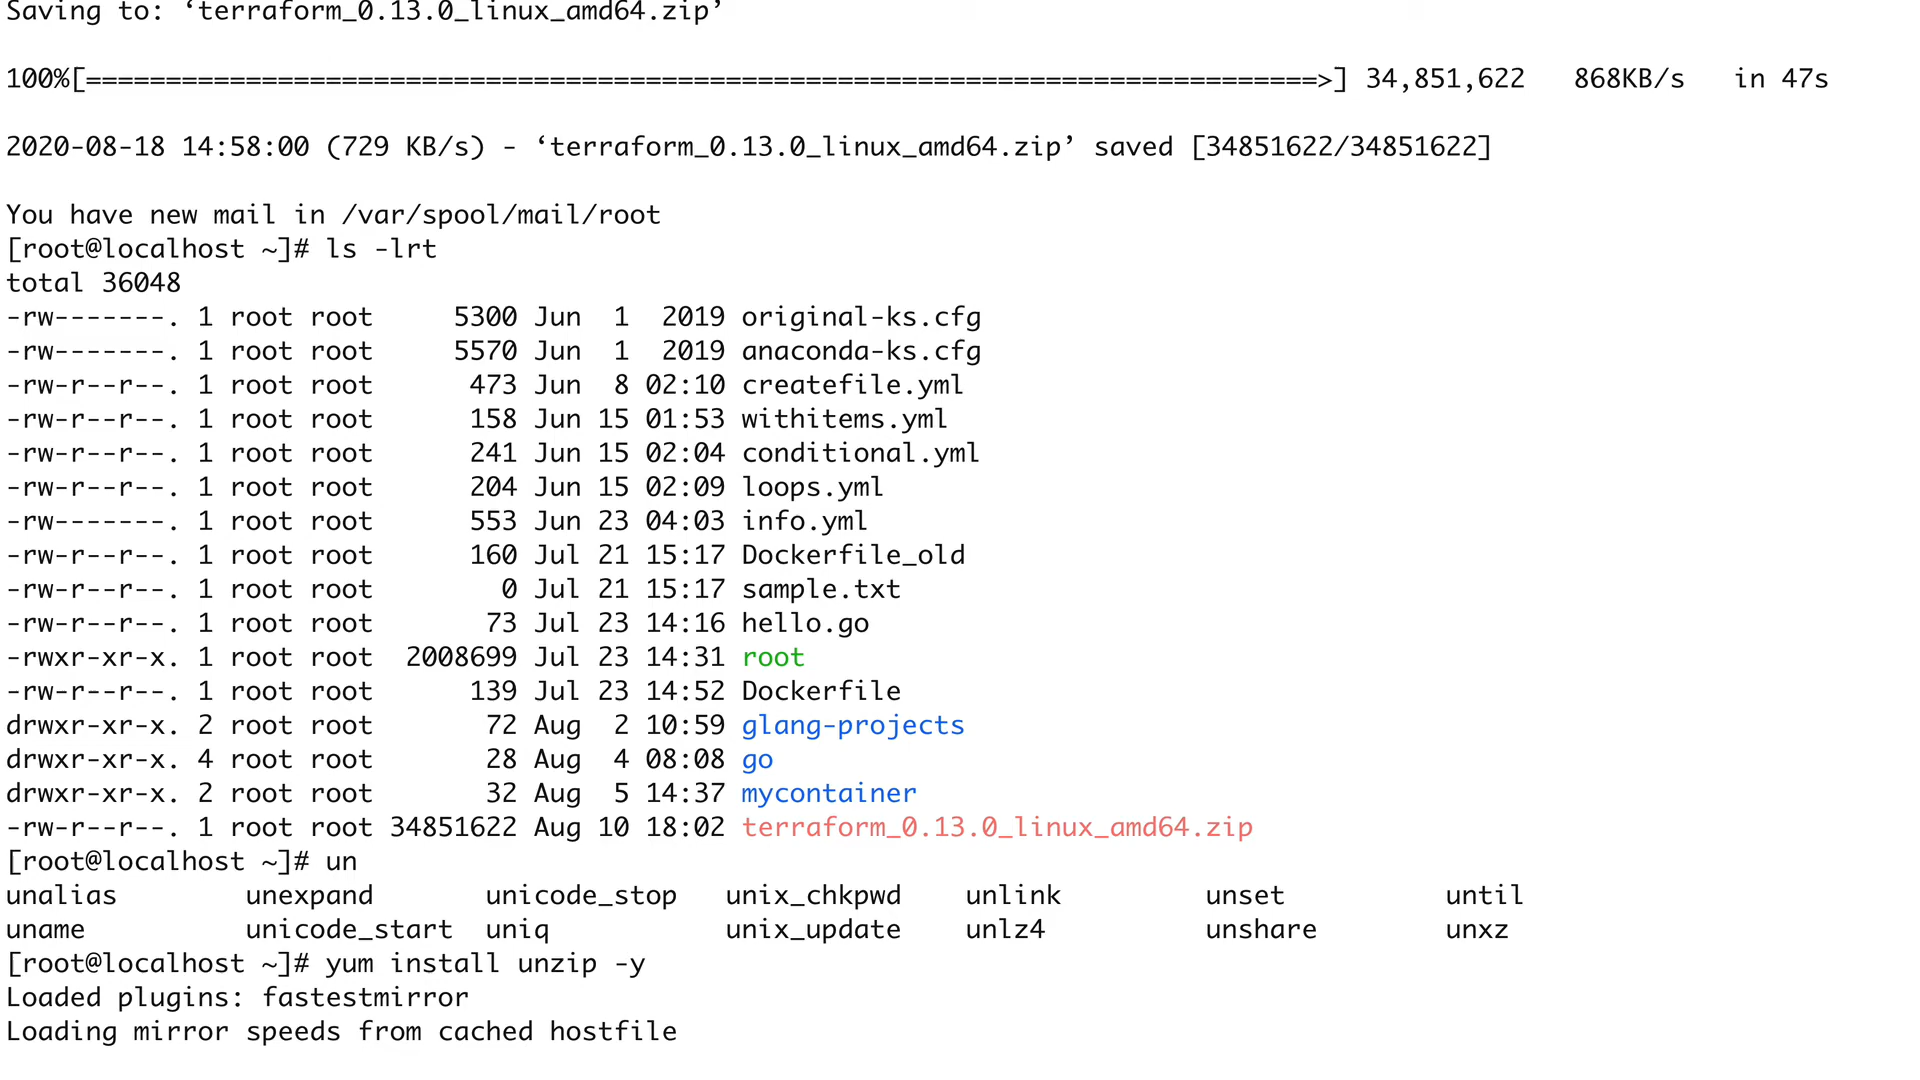 Saving to: ‘terraform_0.13.0_linux_amd64.zip’
100%[=============================================================================>] 34,851,622   868KB/s   in 47s
2020-08-18 14:58:00 (729 KB/s) - ‘terraform_0.13.0_linux_amd64.zip’ saved [34851622/34851622]
You have new mail in /var/spool/mail/root
[root@localhost ~]# ls -lrt
total 36048
-rw-------. 1 root root     5300 Jun  1  2019 original-ks.cfg
-rw-------. 1 root root     5570 Jun  1  2019 anaconda-ks.cfg
-rw-r--r--. 1 root root      473 Jun  8 02:10 createfile.yml
-rw-r--r--. 1 root root      158 Jun 15 01:53 withitems.yml
-rw-r--r--. 1 root root      241 Jun 15 02:04 conditional.yml
-rw-r--r--. 1 root root      204 Jun 15 02:09 loops.yml
-rw-------. 1 root root      553 Jun 23 04:03 info.yml
-rw-r--r--. 1 root root      160 Jul 21 15:17 Dockerfile_old
-rw-r--r--. 1 root root        0 Jul 21 15:17 sample.txt
-rw-r--r--. 1 root root       73 Jul 23 14:16 hello.go
-rwxr-xr-x. 1 root root  2008699 Jul 23 14:31 root
-rw-r--r--. 1 root root      139 Jul 23 14:52 Dockerfile
drwxr-xr-x. 2 root root       72 Aug  2 10:59 glang-projects
drwxr-xr-x. 4 root root       28 Aug  4 08:08 go
drwxr-xr-x. 2 root root       32 Aug  5 14:37 mycontainer
-rw-r--r--. 1 root root 34851622 Aug 10 18:02 terraform_0.13.0_linux_amd64.zip
[root@localhost ~]# un
unalias        unexpand       unicode_stop   unix_chkpwd    unlink         unset          until
uname          unicode_start  uniq           unix_update    unlz4          unshare        unxz
[root@localhost ~]# yum install unzip -y
Loaded plugins: fastestmirror
Loading mirror speeds from cached hostfile